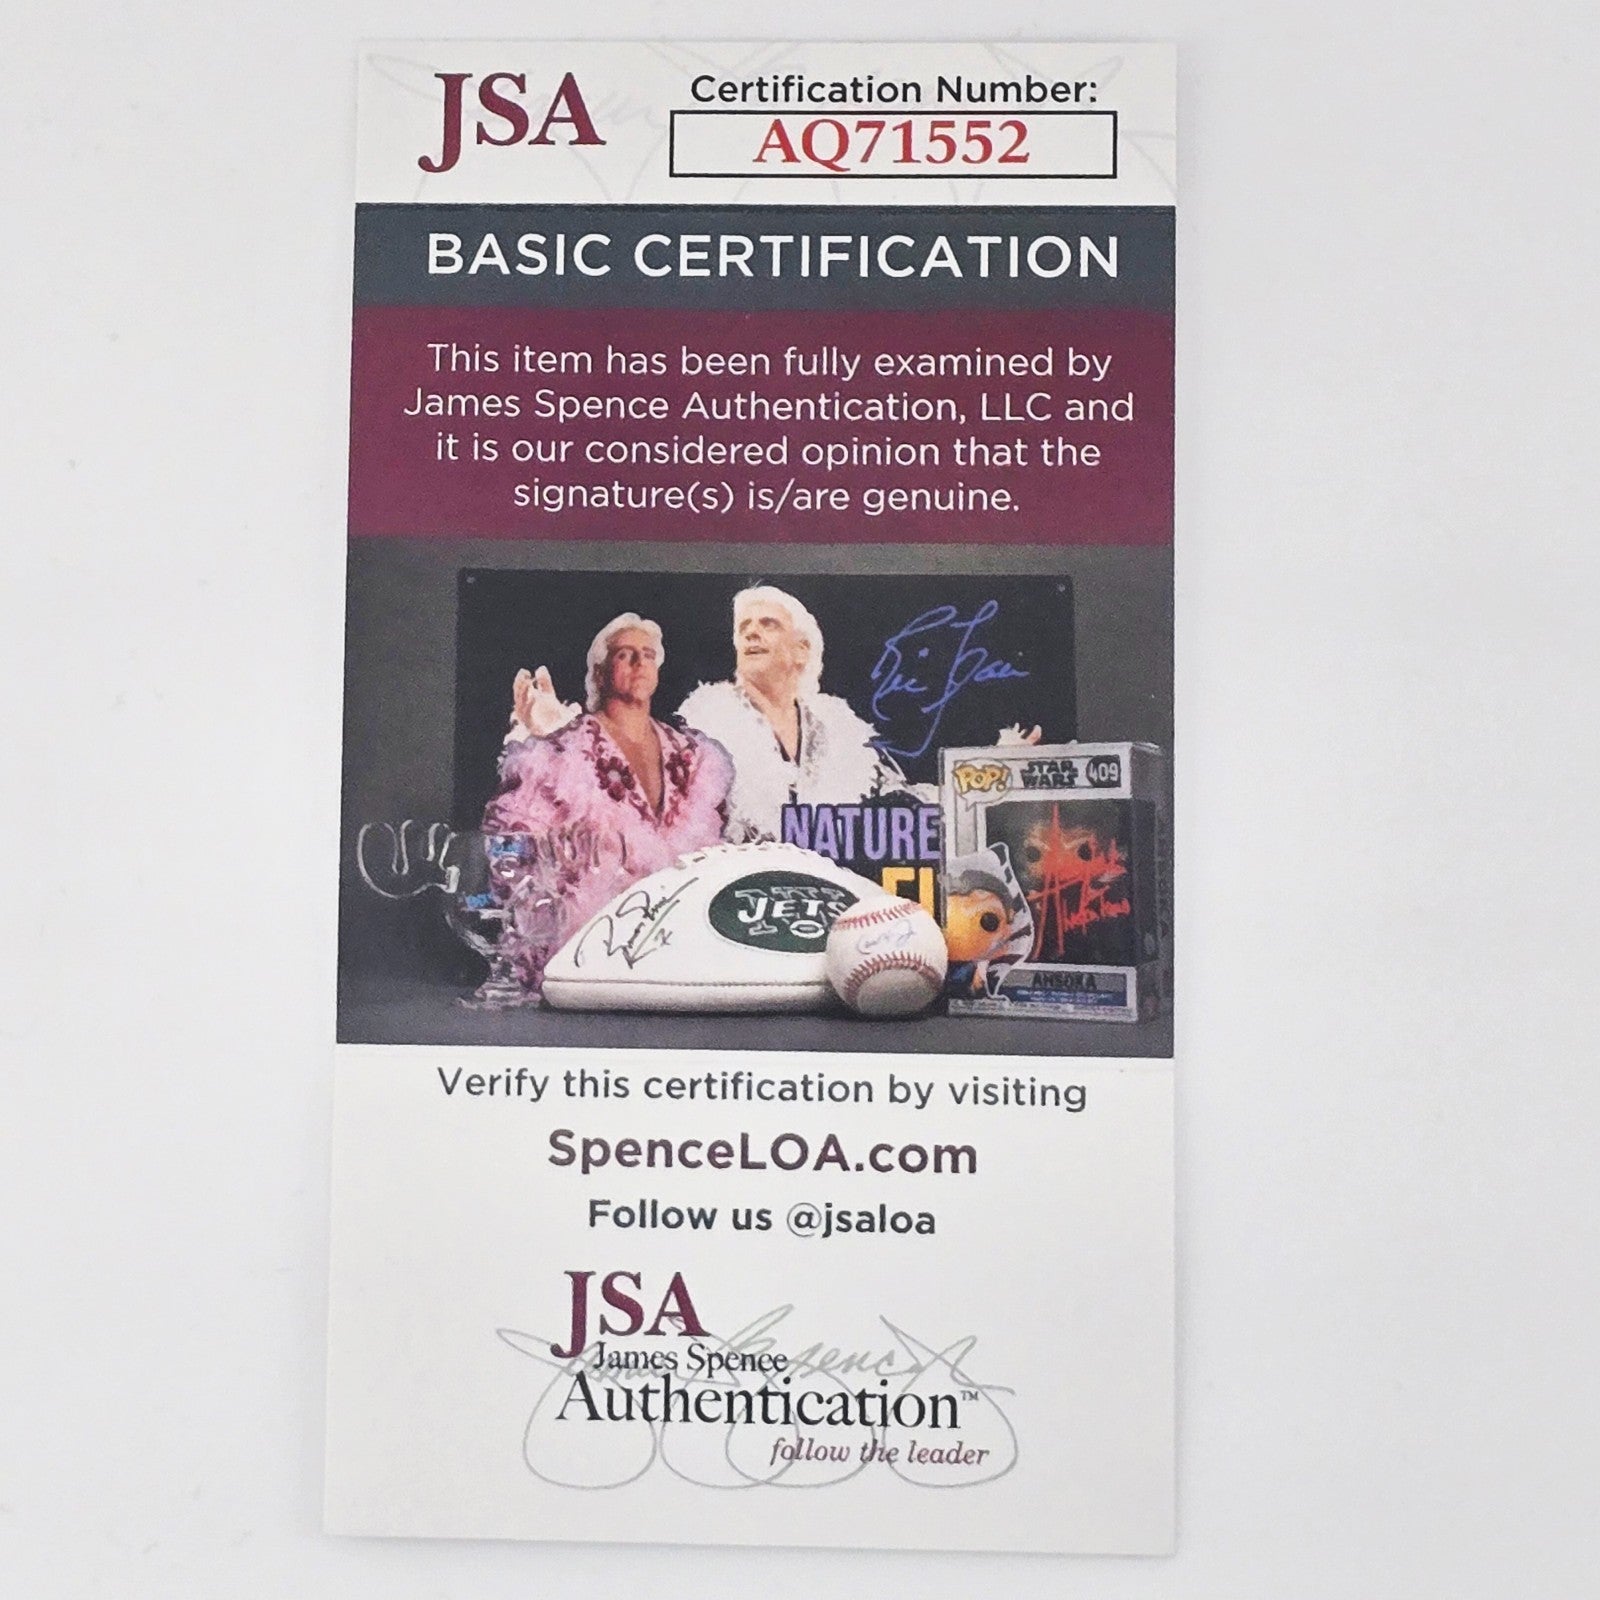 JSA
Certification Number:
AQ71552
BASIC CERTIFICATION
This item has been fully examined by
James Spence Authentication, LLC and
it is our considered opinion that the
signature(s) is/are genuine.
Ric Flair
POP!
STAR
WARS
409
NATURE
JETS
AHSOKA
Verify this certification by visiting
SpenceLOA.com
Follow us @jsaloa
JSA
James Spence
Authentication™
follow the leader